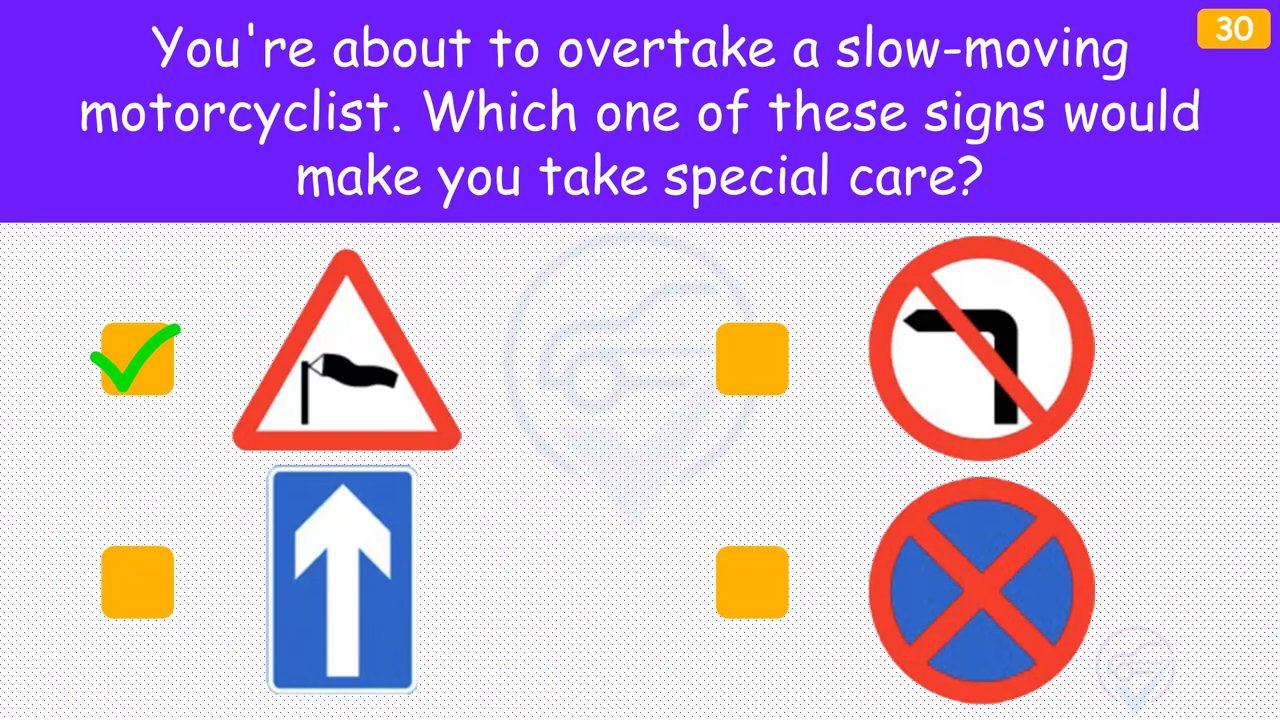 30
You're about to overtake a slow-moving
motorcyclist. Which one of these signs would
make you take special care?